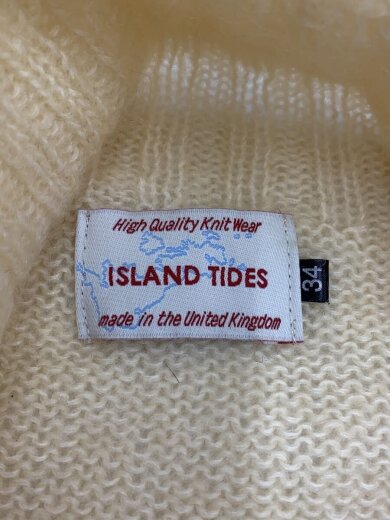 High Quality Knit Wear
ISLAND TIDES
made in the United Kingdom
34